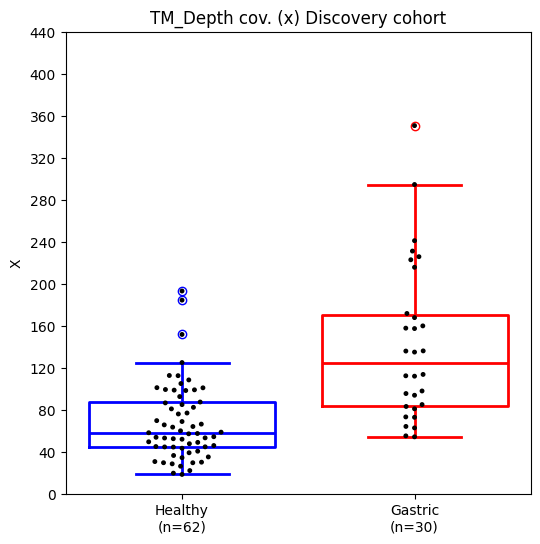 TM_Depth cov. (x) Discovery cohort
440
400
360
320
280
240
200
160
120
80
40
0
X
Healthy
(n=62)
Gastric
(n=30)